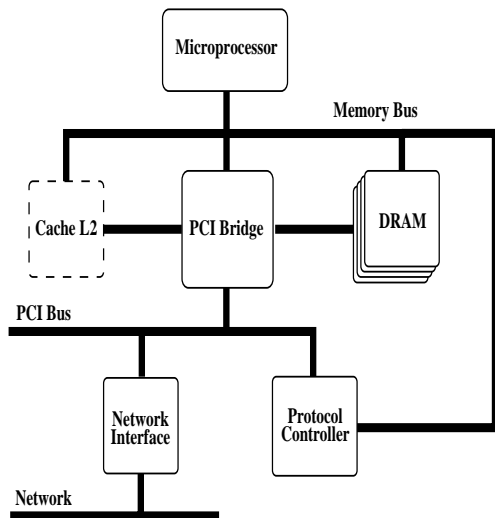 Microprocessor
Memory Bus
Cache L2
PCI Bridge
DRAM
PCI Bus
Network
Interface
Protocol
Controller
Network